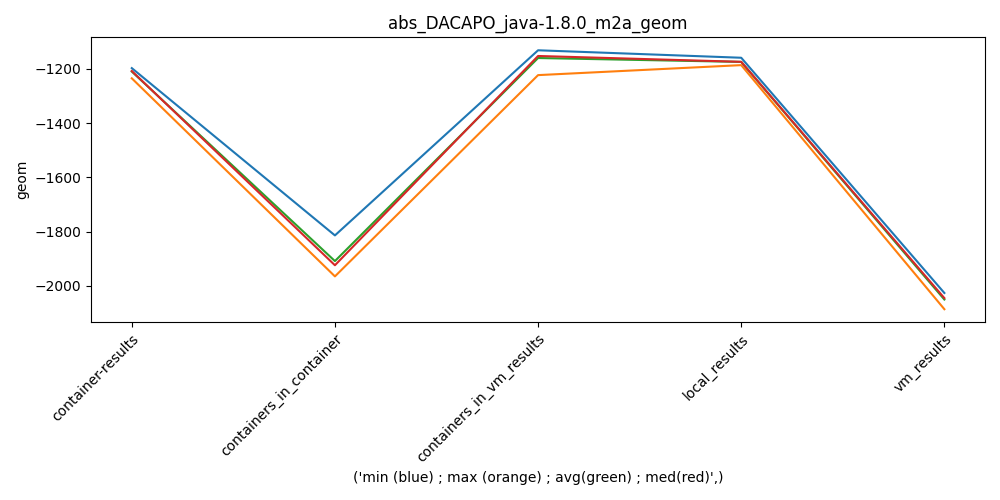 abs_DACAPO_java-1.8.0_m2a_geom
geom
−1200
−1400
−1600
−1800
−2000
container-results
containers_in_container
containers_in_vm_results
local_results
vm_results
('min (blue) ; max (orange) ; avg(green) ; med(red)',)